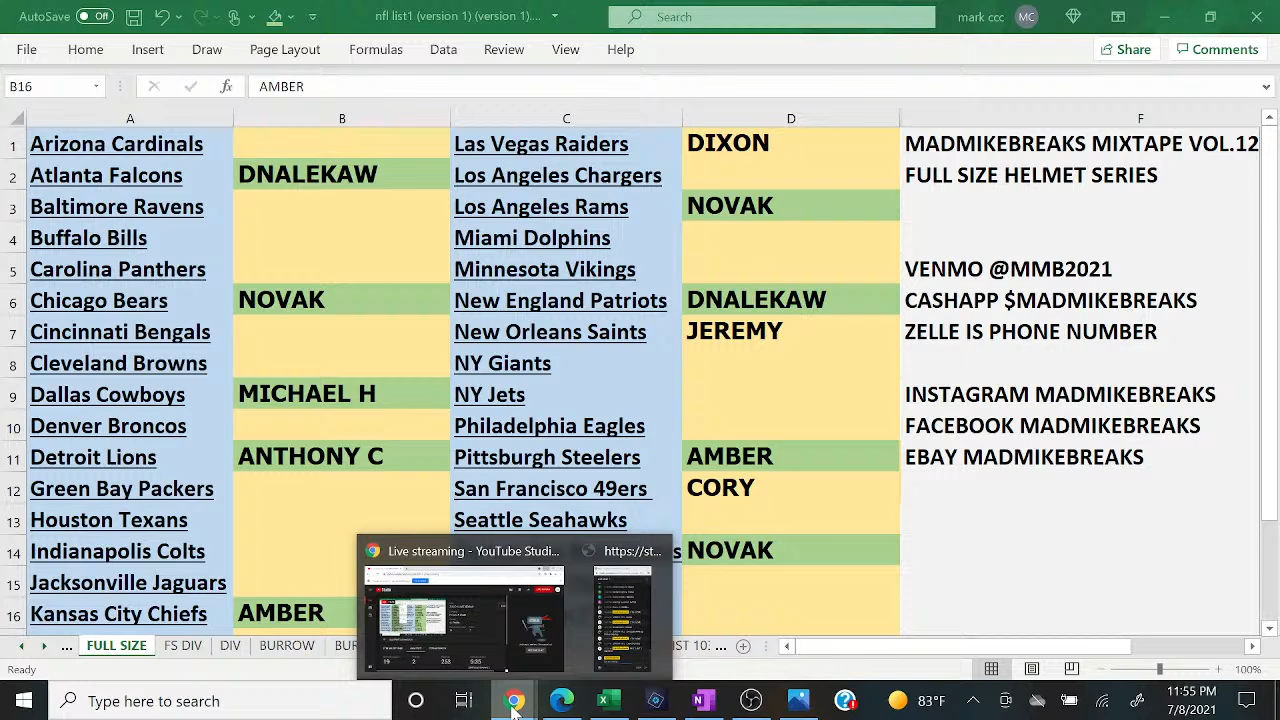 AutoSave Off nfl list1 (version 1) (version 1).... Search mark ccc MC
File Home Insert Draw Page Layout Formulas Data Review View Help Share Comments
B16 fx AMBER
A B C D F
Arizona Cardinals Las Vegas Raiders DIXON MADMIKEBREAKS MIXTAPE VOL.12
2 Atlanta Falcons DNALEKAW Los Angeles Chargers FULL SIZE HELMET SERIES
3 Baltimore Ravens Los Angeles Rams NOVAK
4 Buffalo Bills Miami Dolphins
5 Carolina Panthers Minnesota Vikings VENMO @MMB2021
6 Chicago Bears NOVAK New England Patriots DNALEKAW CASHAPP $MADMIKEBREAKS
7 Cincinnati Bengals New Orleans Saints JEREMY ZELLE IS PHONE NUMBER
8 Cleveland Browns NY Giants
9 Dallas Cowboys MICHAEL H NY Jets INSTAGRAM MADMIKEBREAKS
10 Denver Broncos Philadelphia Eagles FACEBOOK MADMIKEBREAKS
11 Detroit Lions ANTHONY C Pittsburgh Steelers AMBER EBAY MADMIKEBREAKS
12 Green Bay Packers San Francisco 49ers CORY
13 Houston Texans Seattle Seahawks
14 Indianapolis Colts NOVAK
Live streaming - YouTube Studi... https://st...
Jacksonville Jaguas
Kansas City Chiefs AMBER
... FULL SIZE DIV BURROW ...
100%
Type here to search 83°F 11:55 PM
7/8/2021